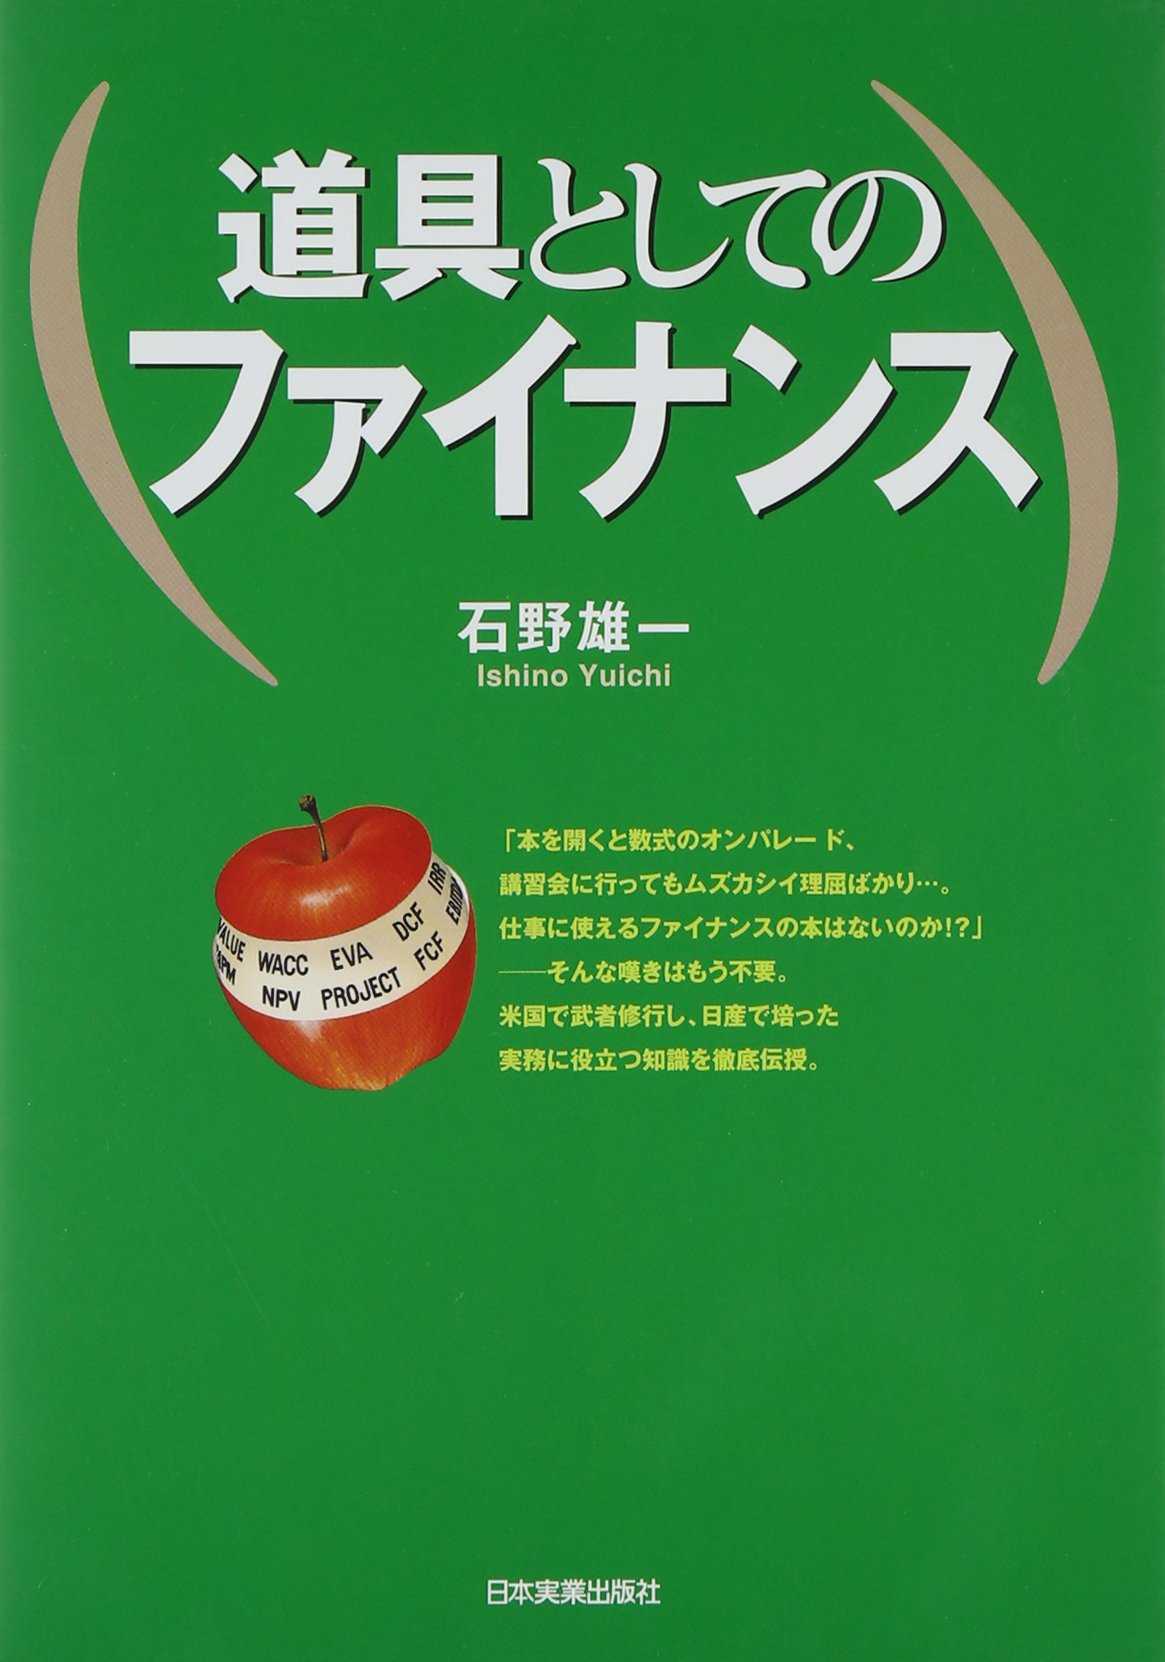 道具としての
ファイナンス
石野雄一
Ishino Yuichi
VALUE WACC EVA DCF IRR
NPV PROJECT FCF
「本を開くと数式のオンパレード、
講習会に行ってもムズカシイ理屈ばかり…。
仕事に使えるファイナンスの本はないのか!?」
──そんな嘆きはもう不要。
米国で武者修行し、日産で培った
実務に役立つ知識を徹底伝授。
日本実業出版社